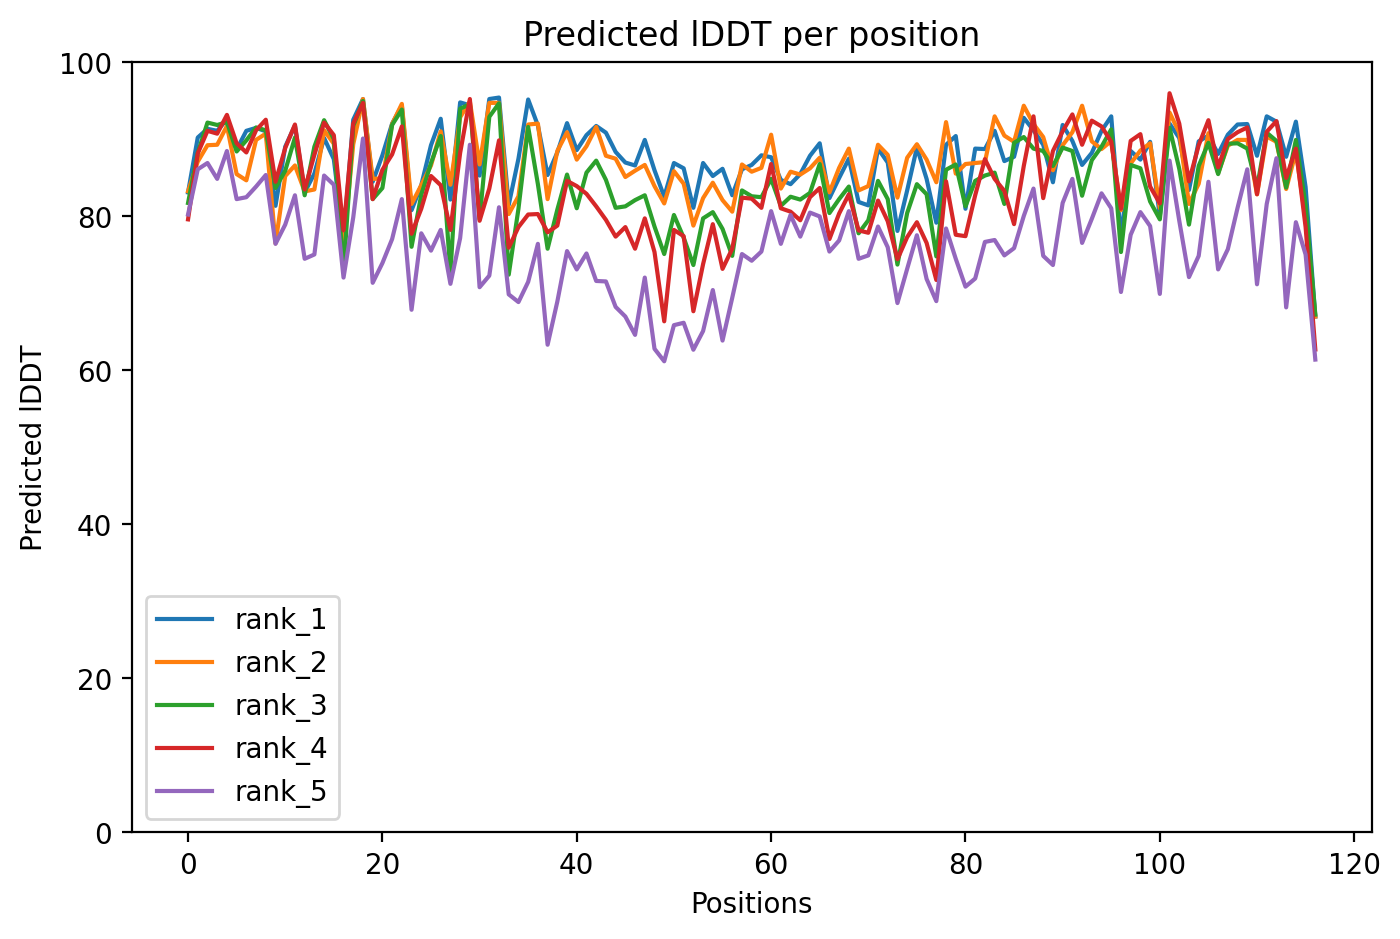 Predicted lDDT per position
Predicted lDDT
100
80
60
40
20
0
rank_1
rank_2
rank_3
rank_4
rank_5
0 20 40 60 80 100 120
Positions